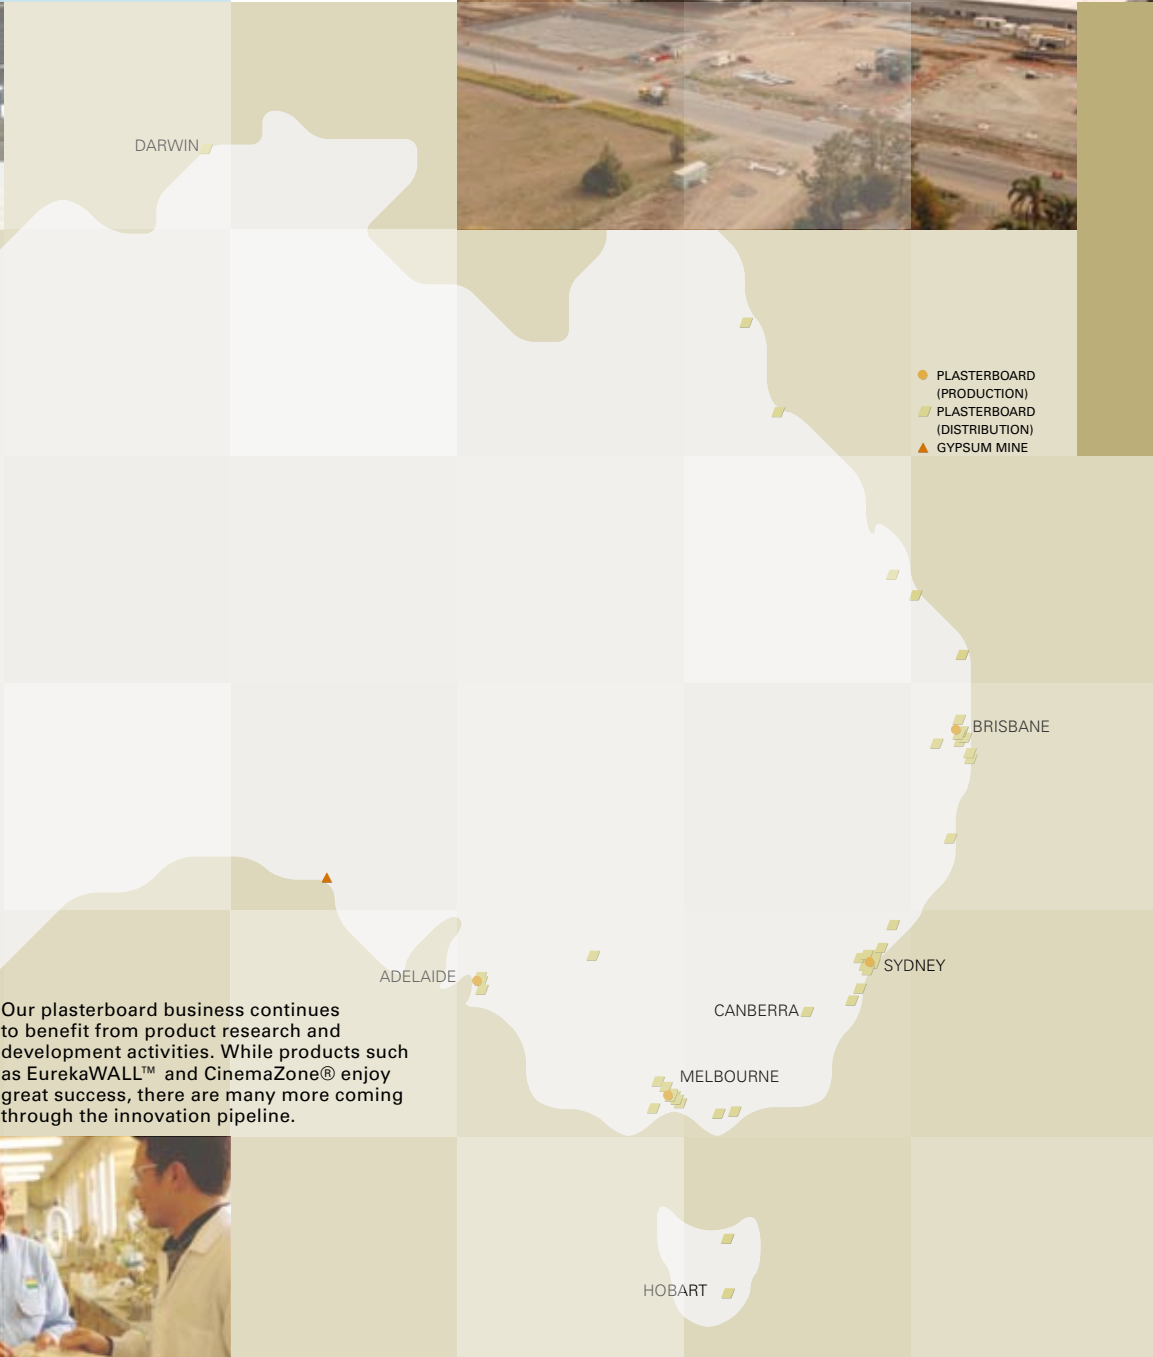 DARWIN
PLASTERBOARD
(PRODUCTION)
PLASTERBOARD
(DISTRIBUTION)
GYPSUM MINE
BRISBANE
SYDNEY
ADELAIDE
CANBERRA
MELBOURNE
Our plasterboard business continues
to benefit from product research and
development activities. While products such
as EurekaWALL™ and CinemaZone® enjoy
great success, there are many more coming
through the innovation pipeline.
HOBART